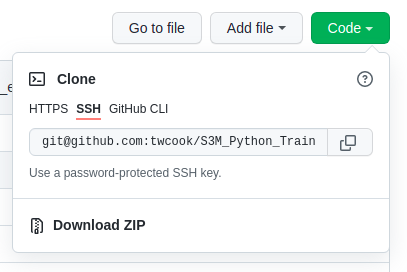 Go to file Add file Code
Clone
HTTPS SSH GitHub CLI
git@github.com:twcook/S3M_Python_Train
Use a password-protected SSH key.
Download ZIP